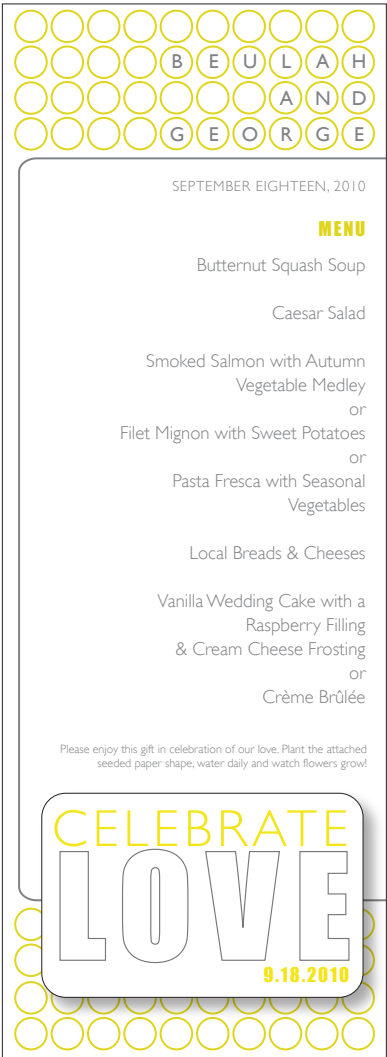 BEULAH
AND
GEORGE
SEPTEMBER EIGHTEEN, 2010
MENU
Butternut Squash Soup
Caesar Salad
Smoked Salmon with Autumn
Vegetable Medley
or
Filet Mignon with Sweet Potatoes
or
Pasta Fresca with Seasonal
Vegetables
Local Breads & Cheeses
Vanilla Wedding Cake with a
Raspberry Filling
& Cream Cheese Frosting
or
Crème Brûlée
Please enjoy this gift in celebration of our love. Plant the attached
seeded paper shape, water daily and watch flowers grow!
CELEBRATE
LOVE
9.18.2010